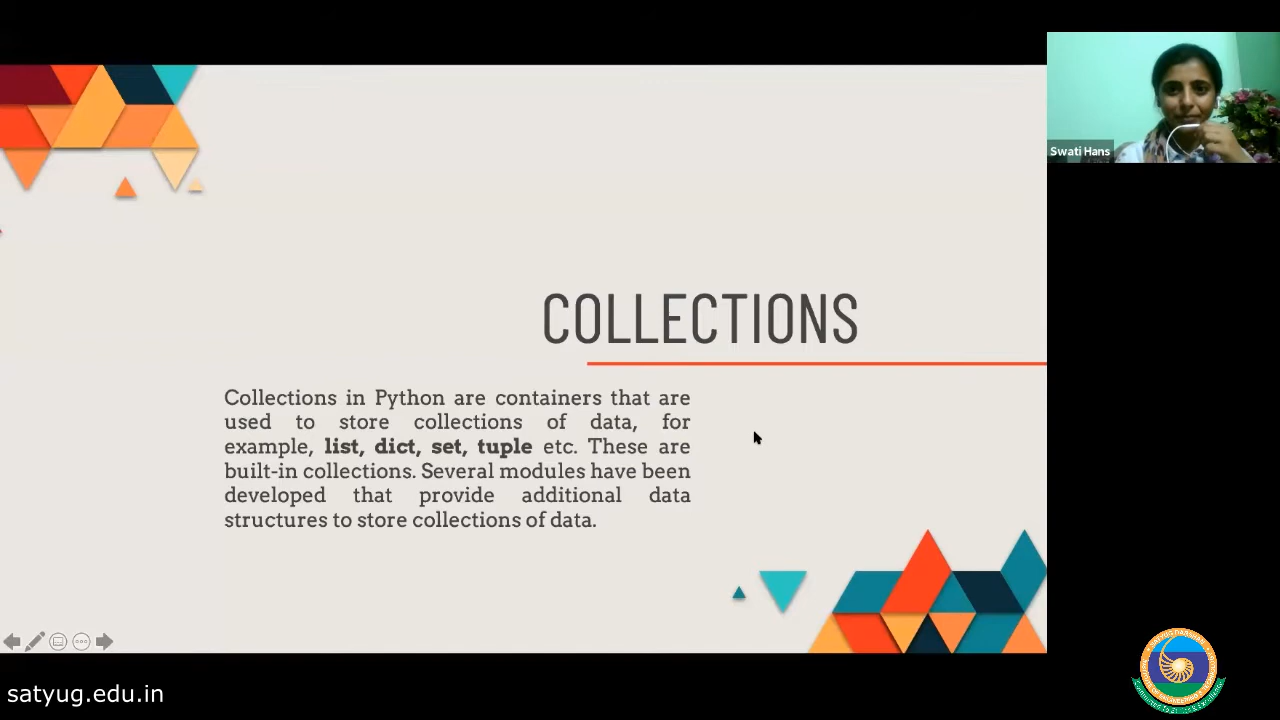 Swati Hans
COLLECTIONS
Collections in Python are containers that are
used to store collections of data, for
example, list, dict, set, tuple etc. These are
built-in collections. Several modules have been
developed that provide additional data
structures to store collections of data.
satyug.edu.in